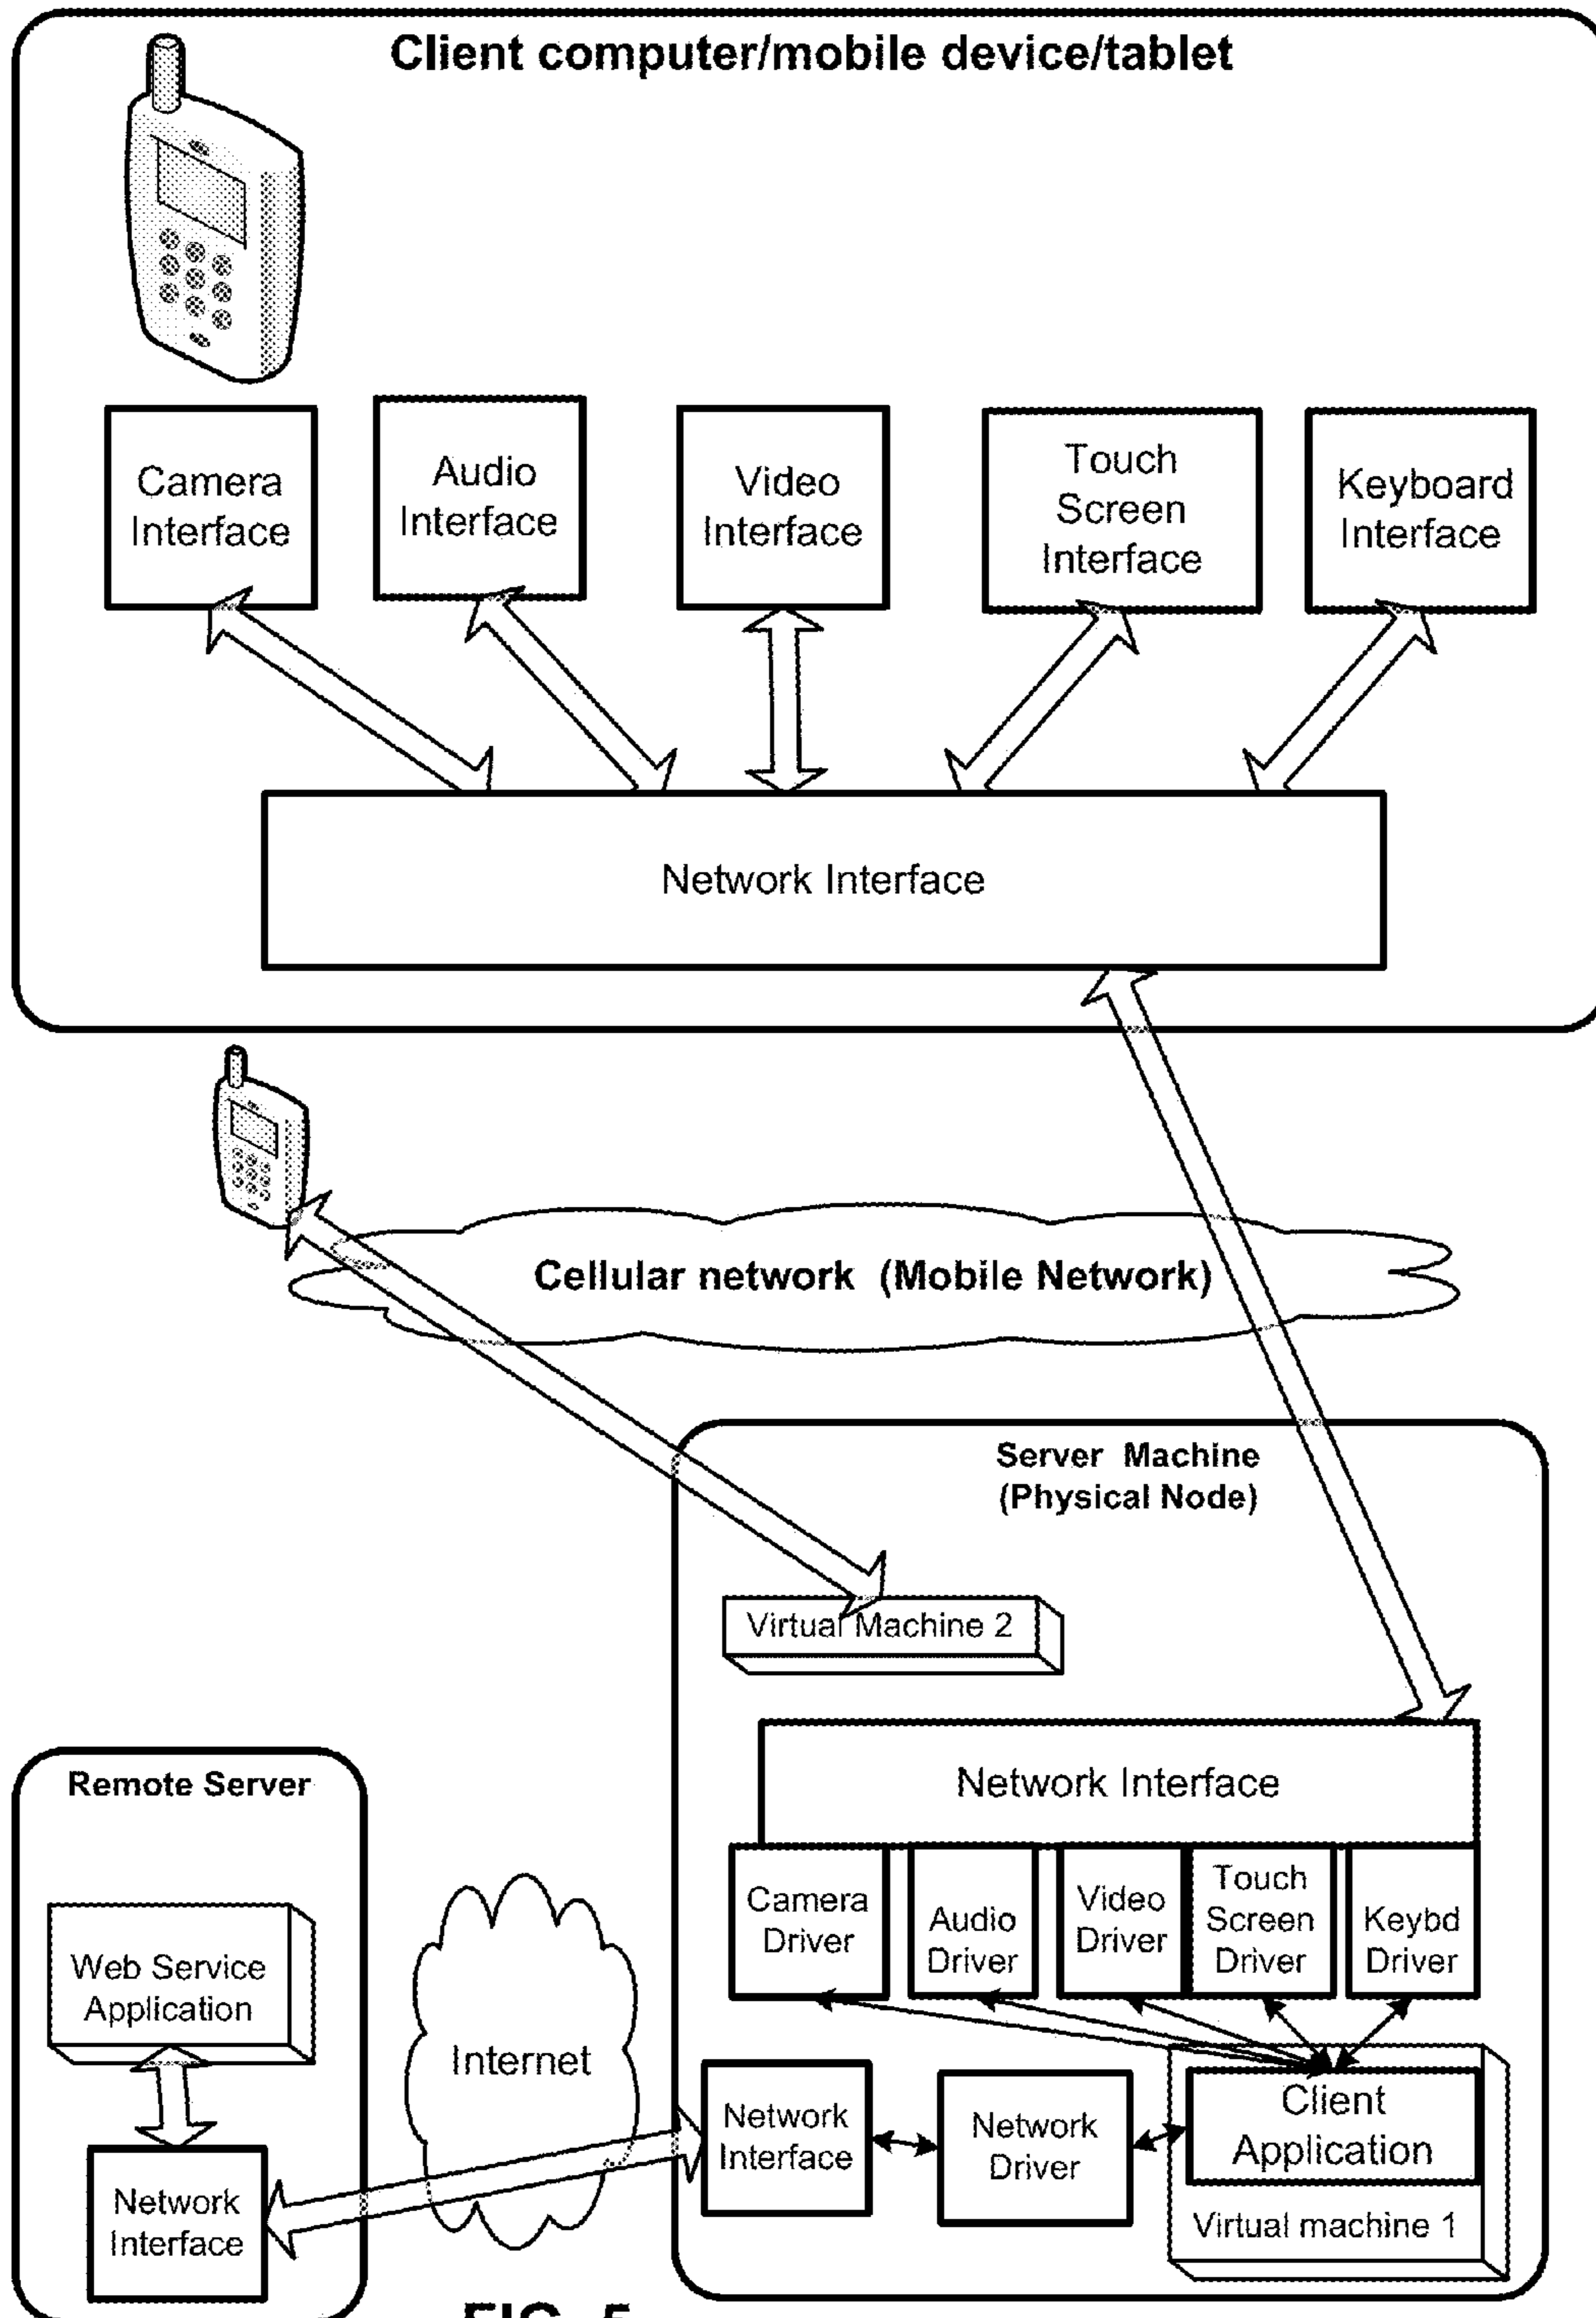 Client computer/mobile device/tablet
Camera
Interface
Audio
Interface
Video
Interface
Touch
Screen
Interface
Keyboard
Interface
Network Interface
Cellular network (Mobile Network)
Server Machine
(Physical Node)
Virtual Machine 2
Network Interface
Camera
Driver
Audio
Driver
Video
Driver
Touch
Screen
Driver
Keybd
Driver
Remote Server
Web Service
Application
Network
Interface
Internet
Network
Interface
Network
Driver
Client
Application
Virtual machine 1
FIG. 5